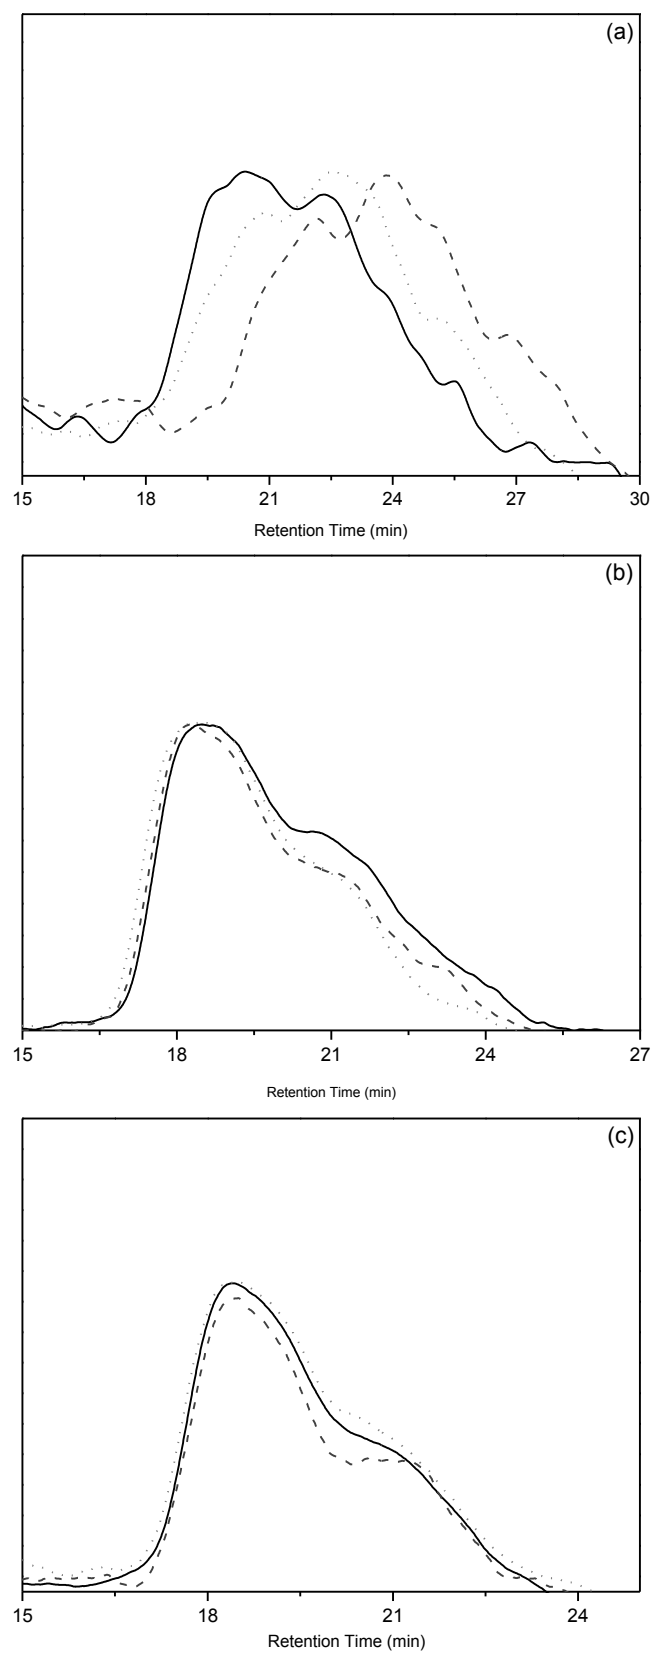 (a)
15 18 21 24 27 30
Retention Time (min)
(b)
15 18 21 24 27
Retention Time (min)
(c)
15 18 21 24
Retention Time (min)